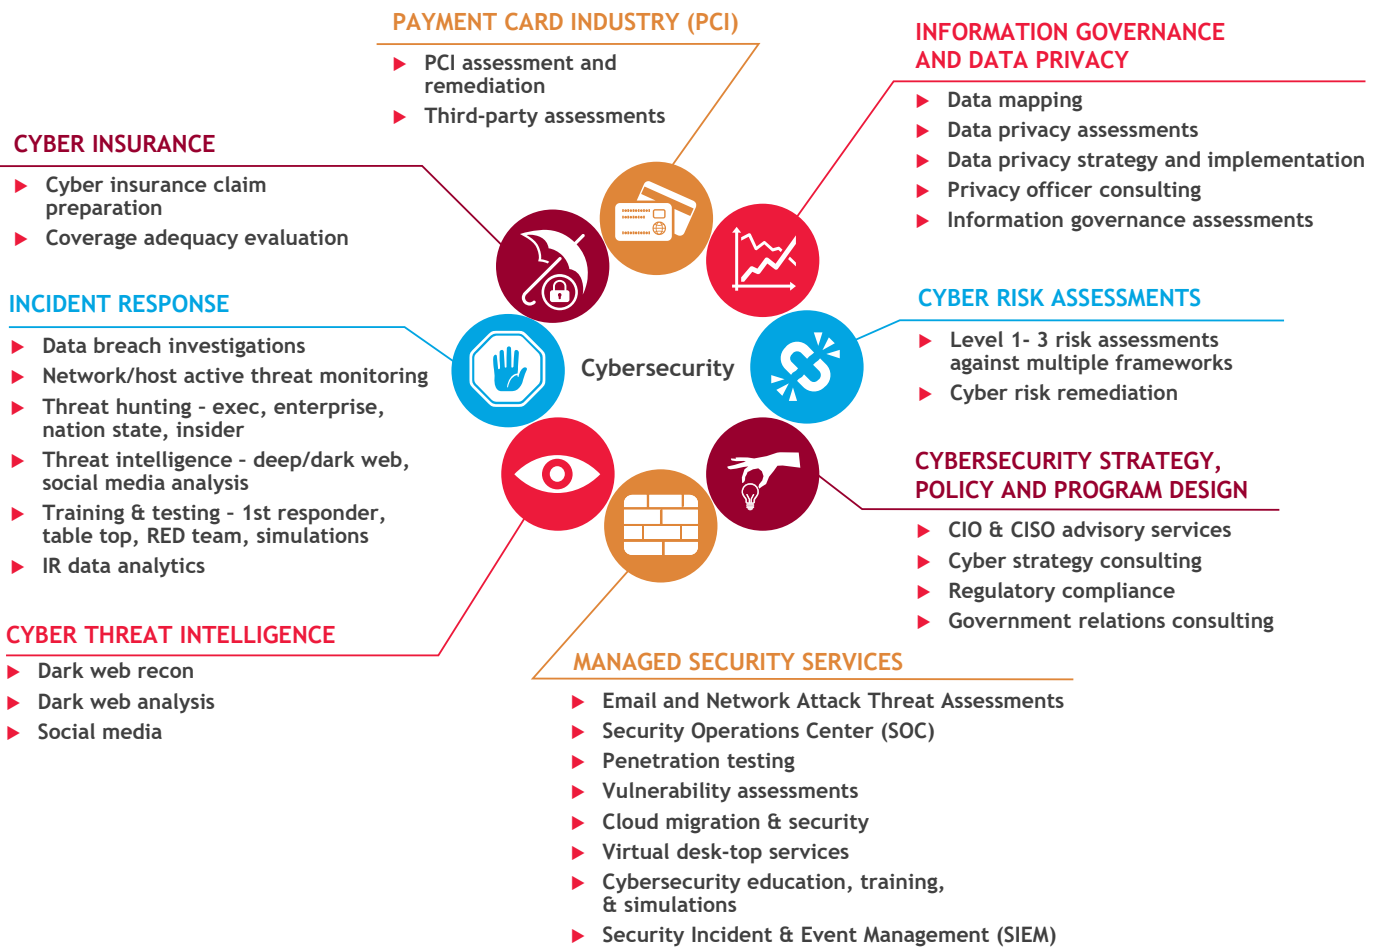 PAYMENT CARD INDUSTRY (PCI)
PCI assessment and
remediation
Third-party assessments
INFORMATION GOVERNANCE
AND DATA PRIVACY
Data mapping
Data privacy assessments
Data privacy strategy and implementation
Privacy officer consulting
Information governance assessments
CYBER INSURANCE
Cyber insurance claim
preparation
Coverage adequacy evaluation
INCIDENT RESPONSE
Data breach investigations
Network/host active threat monitoring
Threat hunting – exec, enterprise,
nation state, insider
Threat intelligence – deep/dark web,
social media analysis
Training & testing – 1st responder,
table top, RED team, simulations
IR data analytics
Cybersecurity
CYBER RISK ASSESSMENTS
Level 1- 3 risk assessments
against multiple frameworks
Cyber risk remediation
CYBERSECURITY STRATEGY,
POLICY AND PROGRAM DESIGN
CIO & CISO advisory services
Cyber strategy consulting
Regulatory compliance
Government relations consulting
CYBER THREAT INTELLIGENCE
Dark web recon
Dark web analysis
Social media
MANAGED SECURITY SERVICES
Email and Network Attack Threat Assessments
Security Operations Center (SOC)
Penetration testing
Vulnerability assessments
Cloud migration & security
Virtual desk-top services
Cybersecurity education, training,
& simulations
Security Incident & Event Management (SIEM)